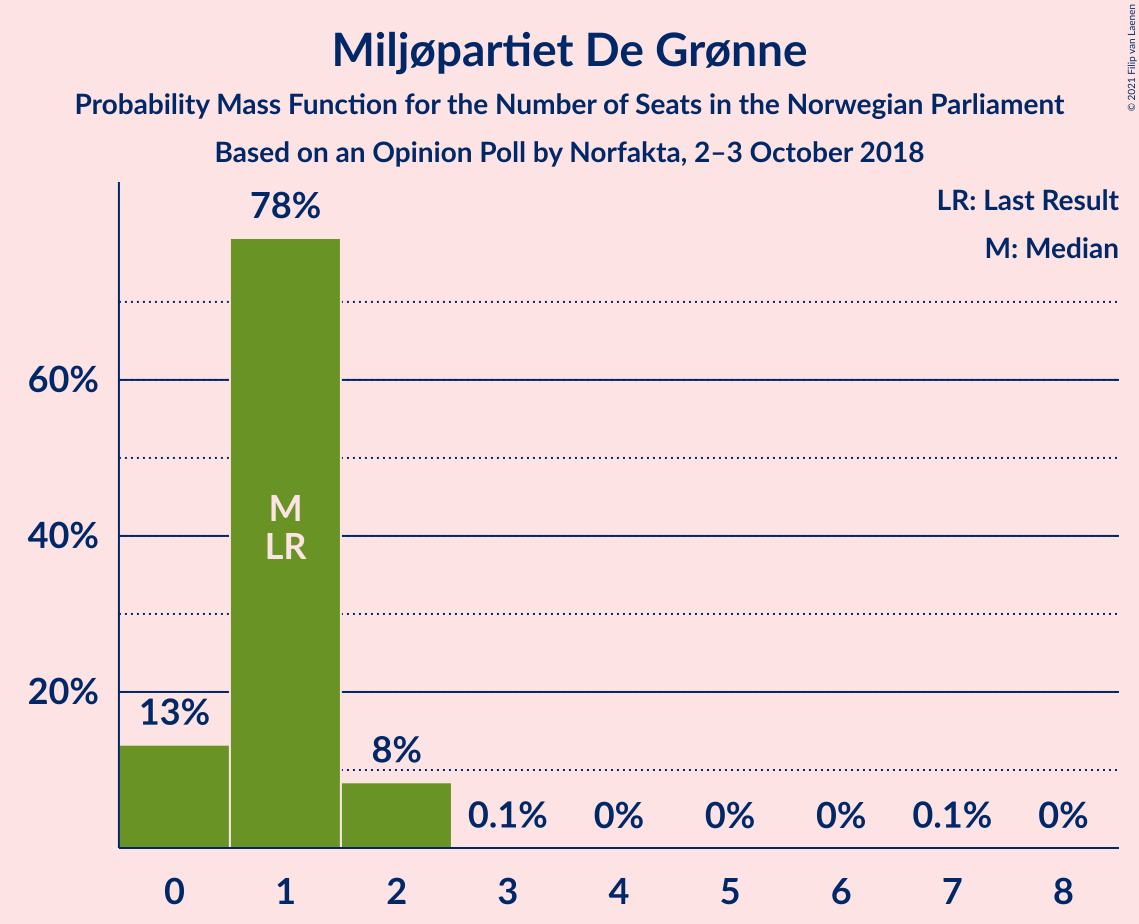 Miljøpartiet De Grønne
Probability Mass Function for the Number of Seats in the Norwegian Parliament
Based on an Opinion Poll by Norfakta, 2–3 October 2018
© 2021 Filip van Laenen
LR: Last Result
M: Median
78%
60%
M
40%
LR
20%
13%
8%
0.1%
0%
0%
0%
0.1%
0%
0 1 2 3 4 5 6 7 8